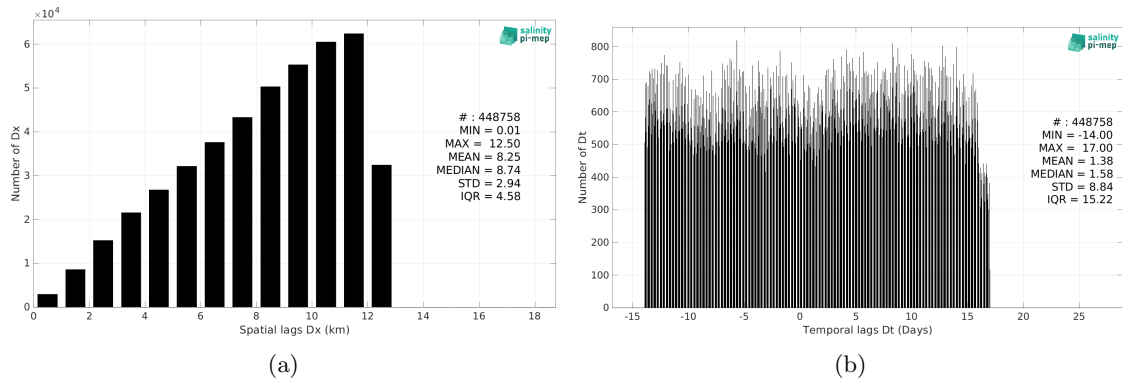 ×10⁴
6
5
4
3
2
1
0
Number of Dx
0 2 4 6 8 10 12 14 16 18
Spatial lags Dx (km)
salinity
pi-mep
# : 448758
MIN = 0.01
MAX = 12.50
MEAN = 8.25
MEDIAN = 8.74
STD = 2.94
IQR = 4.58
(a)
800
700
600
500
400
300
200
100
0
Number of Dt
-15 -10 -5 0 5 10 15 20 25
Temporal lags Dt (Days)
salinity
pi-mep
# : 448758
MIN = -14.00
MAX = 17.00
MEAN = 1.38
MEDIAN = 1.58
STD = 8.84
IQR = 15.22
(b)